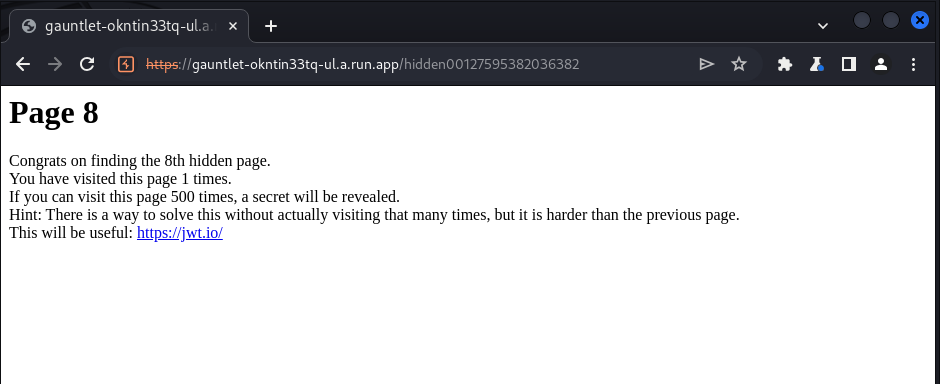 gauntlet-okntin33tq-ul.a.
https://gauntlet-okntin33tq-ul.a.run.app/hidden00127595382036382
Page 8
Congrats on finding the 8th hidden page.
You have visited this page 1 times.
If you can visit this page 500 times, a secret will be revealed.
Hint: There is a way to solve this without actually visiting that many times, but it is harder than the previous page.
This will be useful: https://jwt.io/